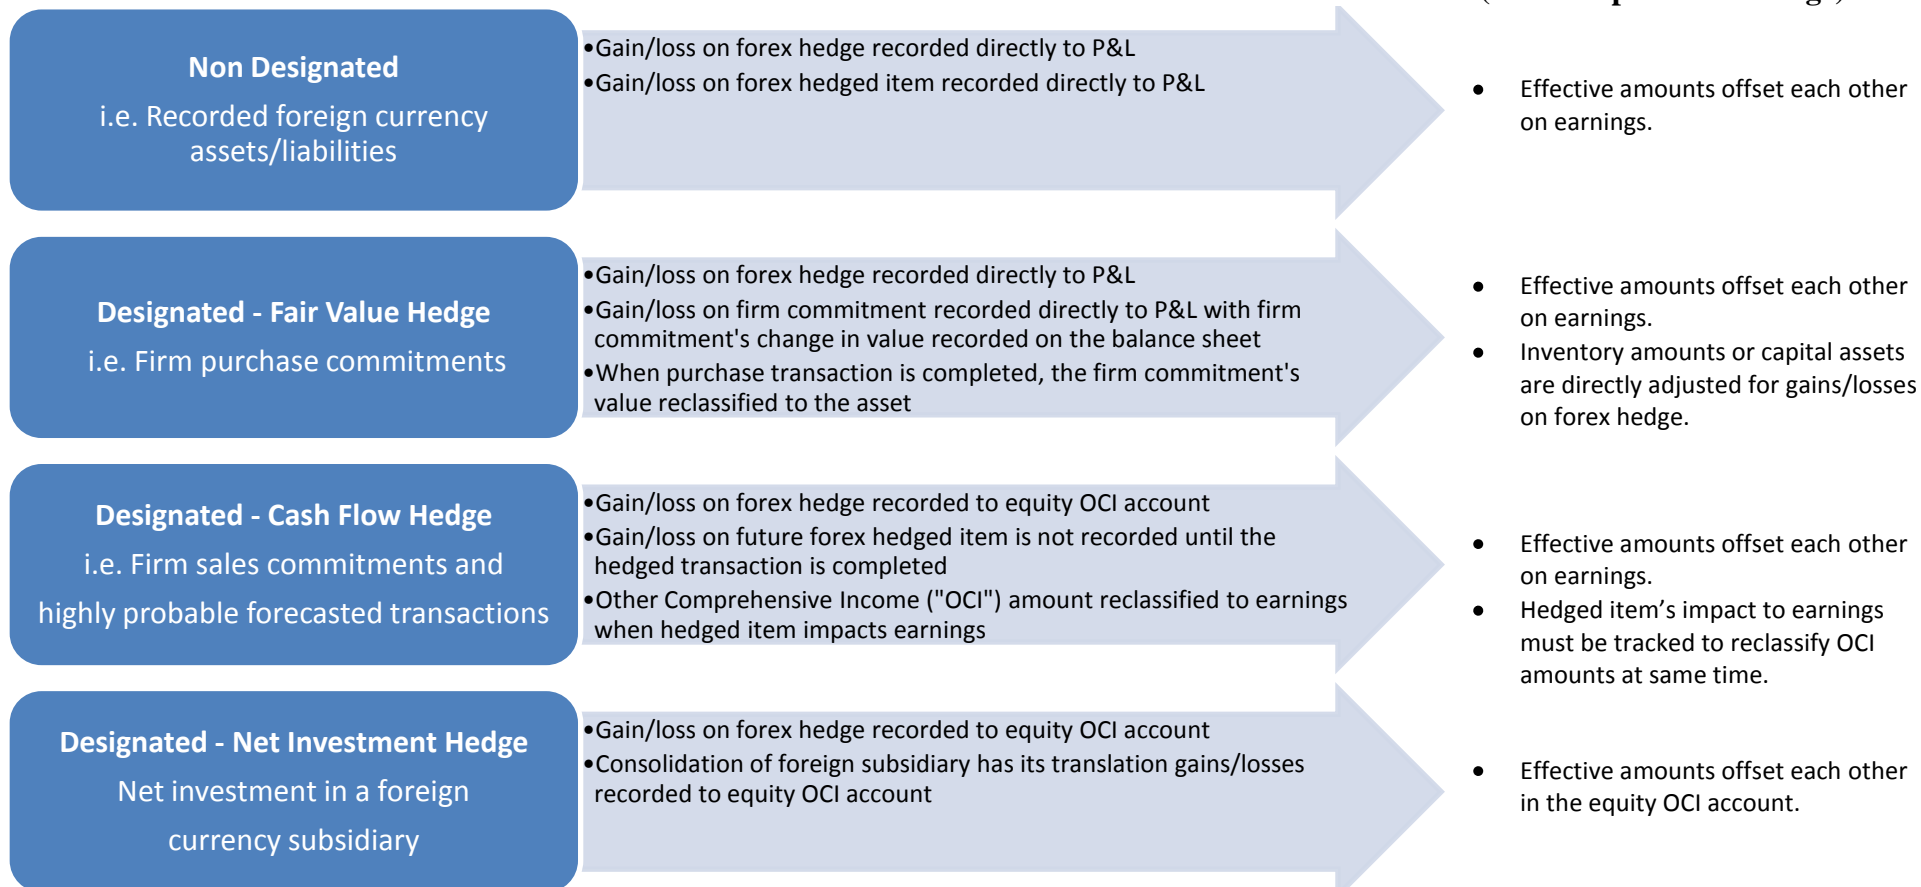 Non Designated
i.e. Recorded foreign currency
assets/liabilities
•Gain/loss on forex hedge recorded directly to P&L
•Gain/loss on forex hedged item recorded directly to P&L
• Effective amounts offset each other
on earnings.
Designated - Fair Value Hedge
i.e. Firm purchase commitments
•Gain/loss on forex hedge recorded directly to P&L
•Gain/loss on firm commitment recorded directly to P&L with firm
commitment's change in value recorded on the balance sheet
•When purchase transaction is completed, the firm commitment's
value reclassified to the asset
• Effective amounts offset each other
on earnings.
• Inventory amounts or capital assets
are directly adjusted for gains/losses
on forex hedge.
Designated - Cash Flow Hedge
i.e. Firm sales commitments and
highly probable forecasted transactions
•Gain/loss on forex hedge recorded to equity OCI account
•Gain/loss on future forex hedged item is not recorded until the
hedged transaction is completed
•Other Comprehensive Income ("OCI") amount reclassified to earnings
when hedged item impacts earnings
• Effective amounts offset each other
on earnings.
• Hedged item’s impact to earnings
must be tracked to reclassify OCI
amounts at same time.
Designated - Net Investment Hedge
Net investment in a foreign
currency subsidiary
•Gain/loss on forex hedge recorded to equity OCI account
•Consolidation of foreign subsidiary has its translation gains/losses
recorded to equity OCI account
• Effective amounts offset each other
in the equity OCI account.